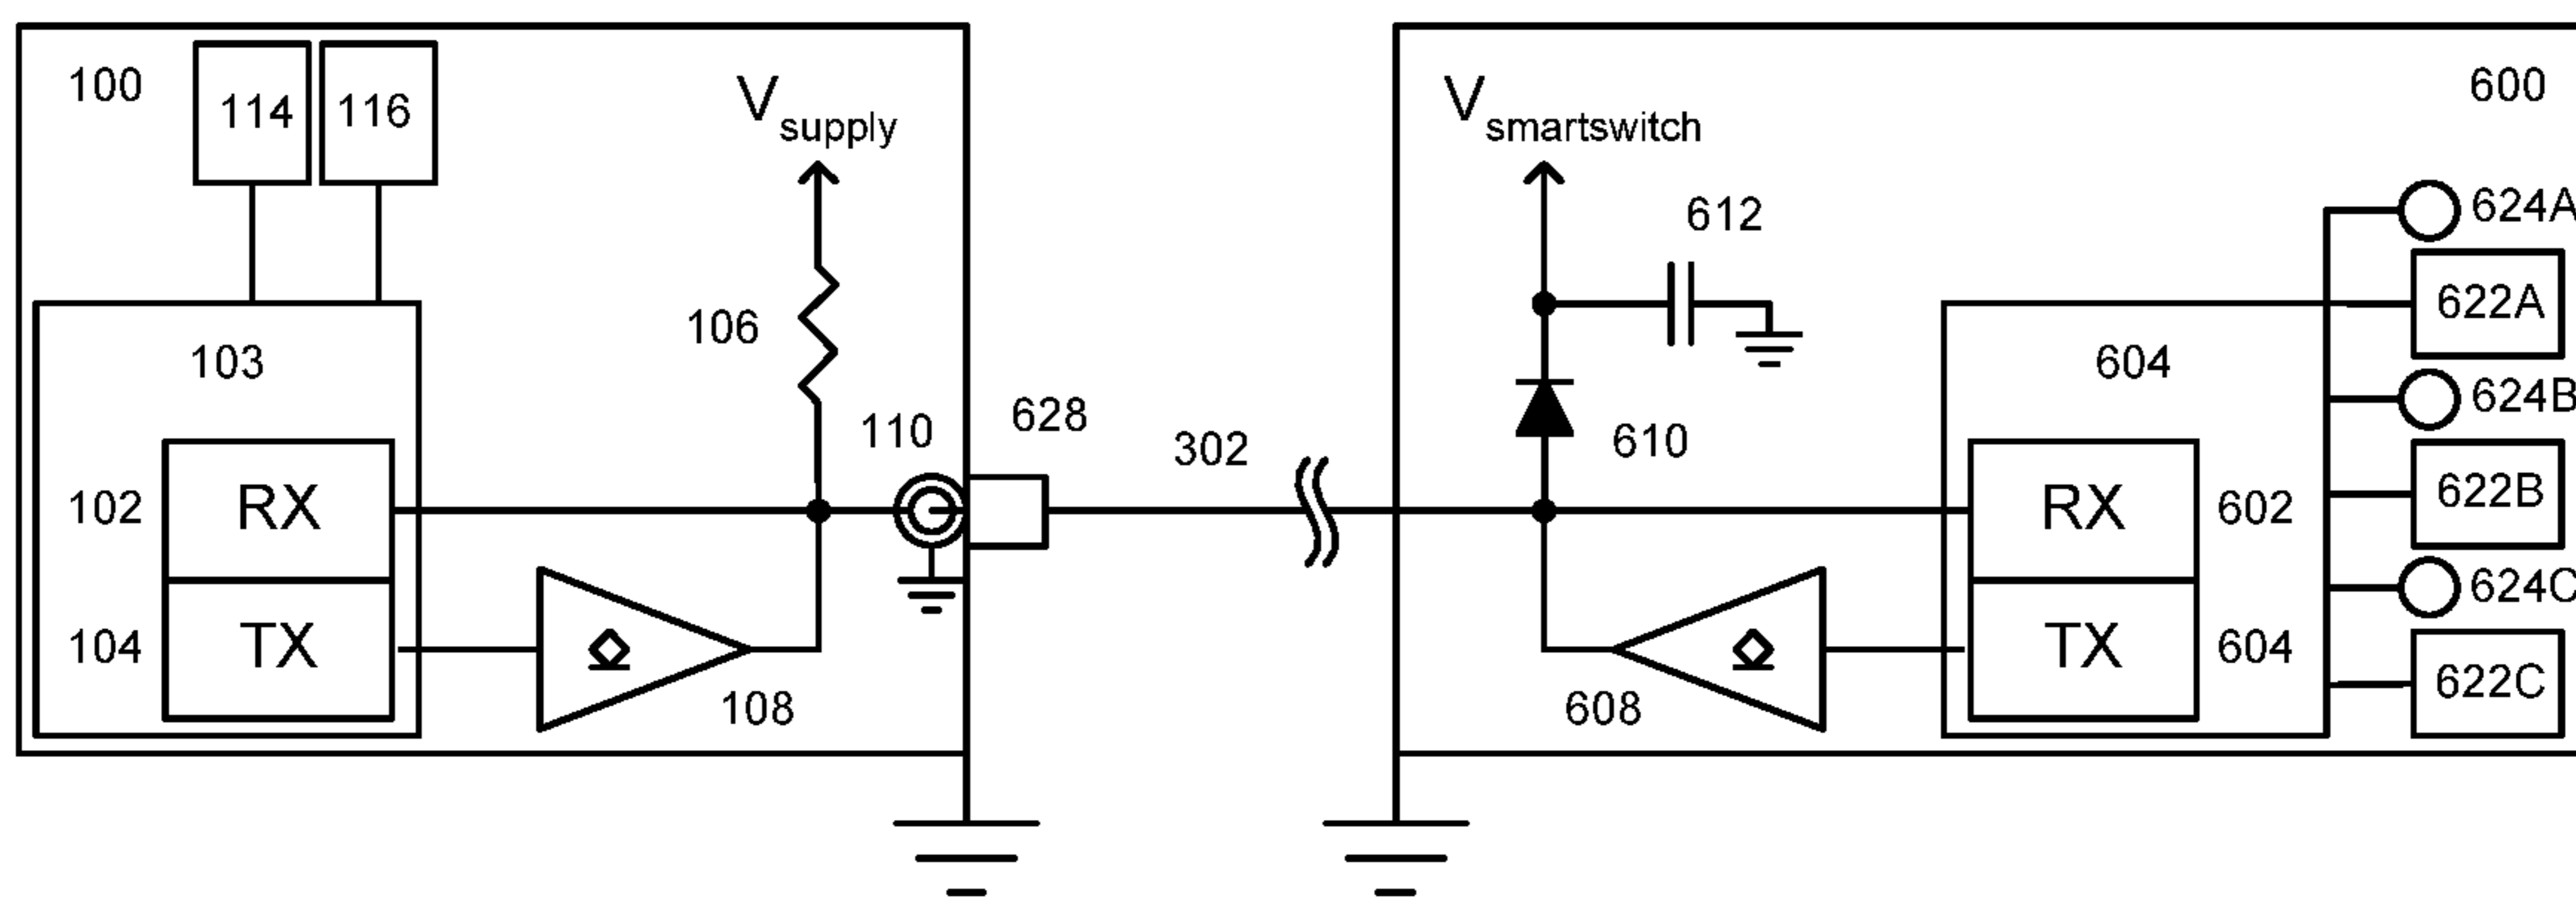 100
114
116
V supply
V smartswitch
600
612
624A
622A
106
103
604
110
628
302
610
624B
622B
102
RX
RX
602
624C
104
TX
TX
604
108
608
622C